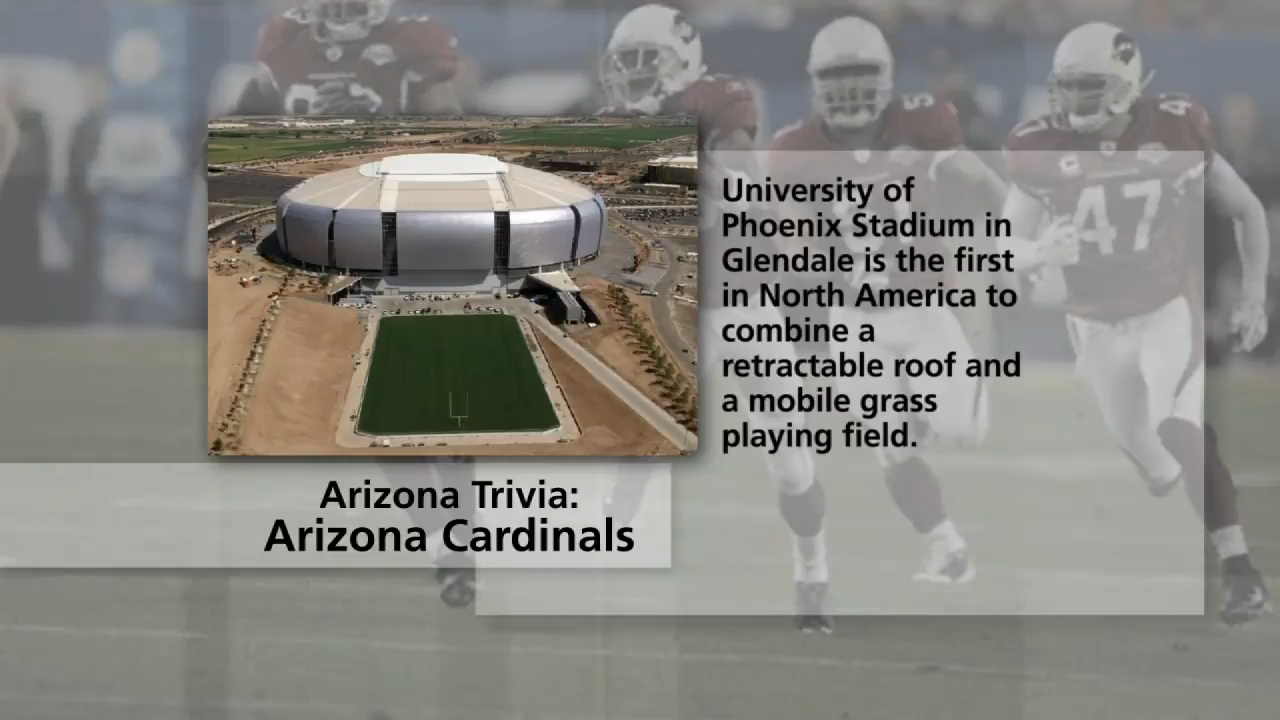 University of
Phoenix Stadium in
Glendale is the first
in North America to
combine a
retractable roof and
a mobile grass
playing field.
Arizona Trivia:
Arizona Cardinals
47